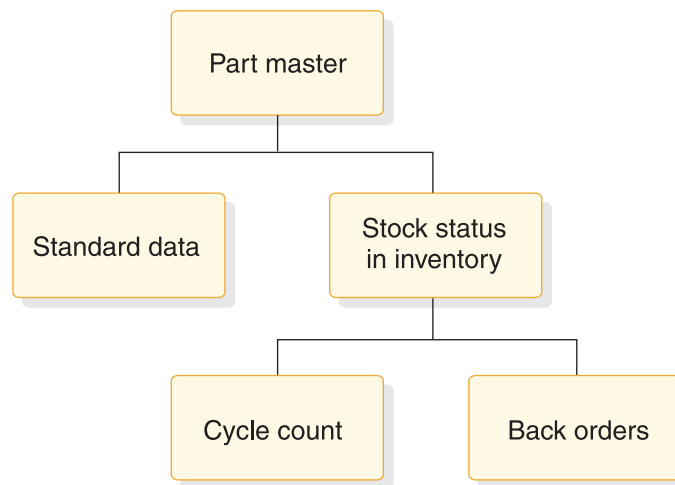 Part master
Standard data
Stock status
in inventory
Cycle count
Back orders